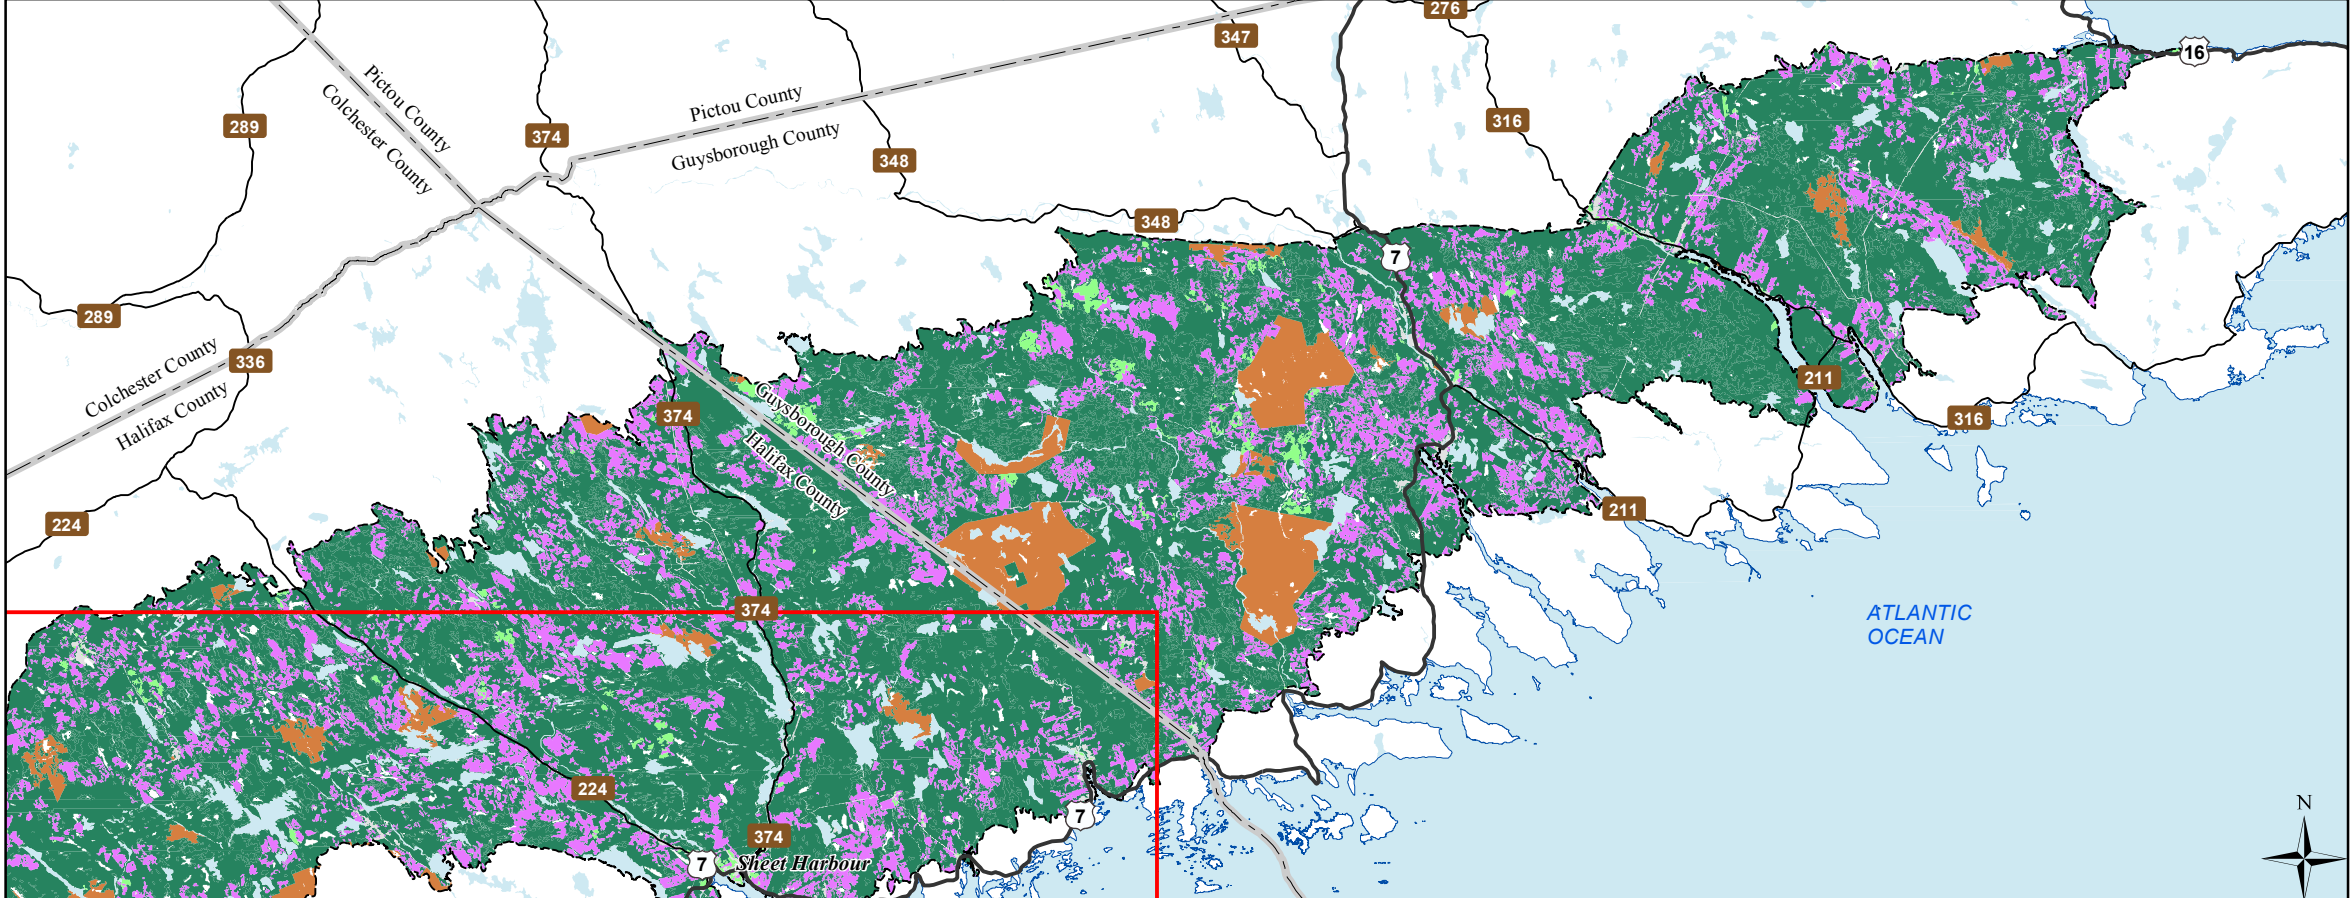 276
347
16
Pictou County
Colchester County
289
374
Pictou County
Guysborough County
316
348
348
7
289
Colchester County
336
Halifax County
211
374
Guysborough County
Halifax County
316
224
211
374
ATLANTIC
OCEAN
224
N
7
374
7
Sheet Harbour